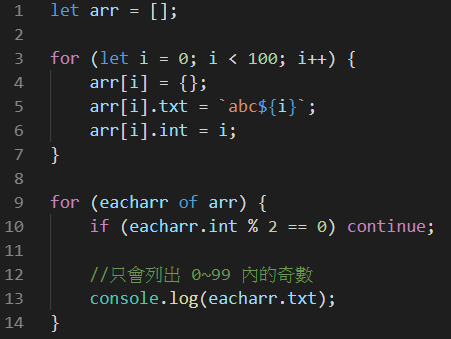 1 let arr = [];
2
3 for (let i = 0; i < 100; i++) {
4     arr[i] = {};
5     arr[i].txt = `abc${i}`;
6     arr[i].int = i;
7 }
8
9 for (eacharr of arr) {
10     if (eacharr.int % 2 == 0) continue;
11
12     //只會列出 0~99 內的奇數
13     console.log(eacharr.txt);
14 }